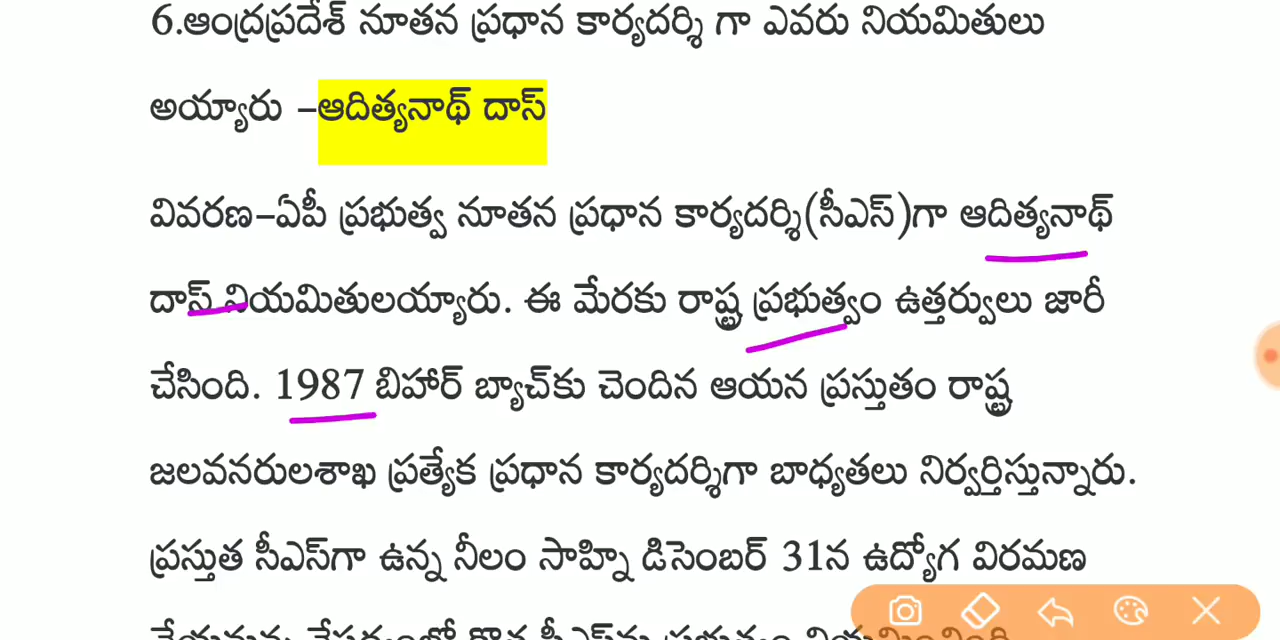 6.ఆంధ్రప్రదేశ్ నూతన ప్రధాన కార్యదర్శి గా ఎవరు నియమితులు
అయ్యారు –ఆదిత్యనాథ్ దాస్
వివరణ–ఏపీ ప్రభుత్వ నూతన ప్రధాన కార్యదర్శి(సీఎస్)గా ఆదిత్యనాథ్
దాస్ నియమితులయ్యారు. ఈ మేరకు రాష్ట్ర ప్రభుత్వం ఉత్తర్వులు జారీ
చేసింది. 1987 బిహార్ బ్యాచ్‌కు చెందిన ఆయన ప్రస్తుతం రాష్ట్ర
జలవనరులశాఖ ప్రత్యేక ప్రధాన కార్యదర్శిగా బాధ్యతలు నిర్వర్తిస్తున్నారు.
ప్రస్తుత సీఎస్‌గా ఉన్న నీలం సాహ్ని డిసెంబర్ 31న ఉద్యోగ విరమణ